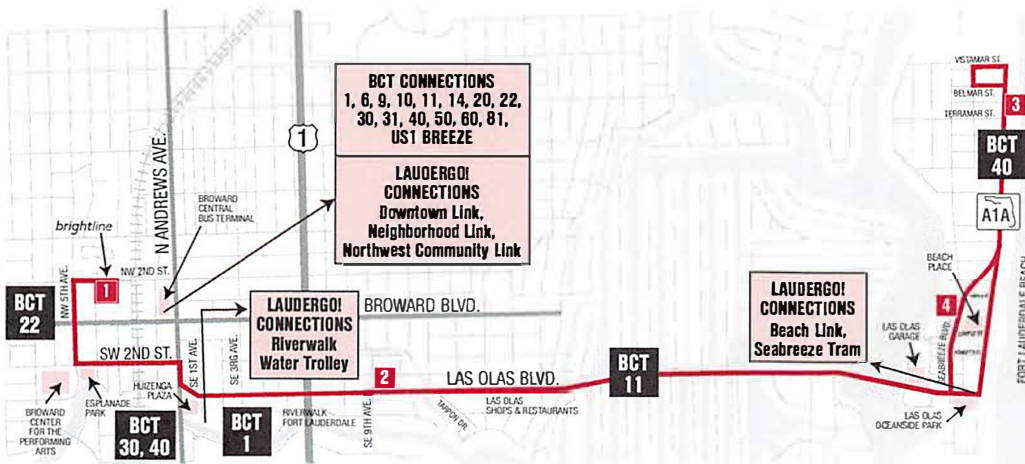 BCT CONNECTIONS
1, 6, 9, 10, 11, 14, 20, 22,
30, 31, 40, 50, 60, 81,
US1 BREEZE
LAUDERGO!
CONNECTIONS
Downtown Link,
Neighborhood Link,
Northwest Community Link
1
N ANDREWS AVE.
BROWARD
CENTRAL
BUS TERMINAL
brightline
NW 2ND ST.
1
NW 5TH AVE.
BCT
22
SW 2ND ST.
BROWARD BLVD.
LAUDERGO!
CONNECTIONS
Riverwalk
Water Trolley
SE 1ST AVE.
SE 3RD AVE.
HUIZENGA
PLAZA
ESPLANADE
PARK
BROWARD
CENTER
FOR THE
PERFORMING
ARTS
BCT
30, 40
BCT
1
RIVERWALK
FORT LAUDERDALE
SE 9TH AVE.
2
LAS OLAS BLVD.
TARPON DR.
LAS OLAS
SHOPS & RESTAURANTS
BCT
11
LAUDERGO!
CONNECTIONS
Beach Link,
Seabreeze Tram
LAS OLAS
GARAGE
LAS OLAS
OCEANSIDE PARK
SEABREEZE BLVD.
4
BEACH
PLACE
VISTAMAR ST.
BELMAR ST.
TERRAMAR ST.
3
BCT
40
A1A
FORT LAUDERDALE BEACH